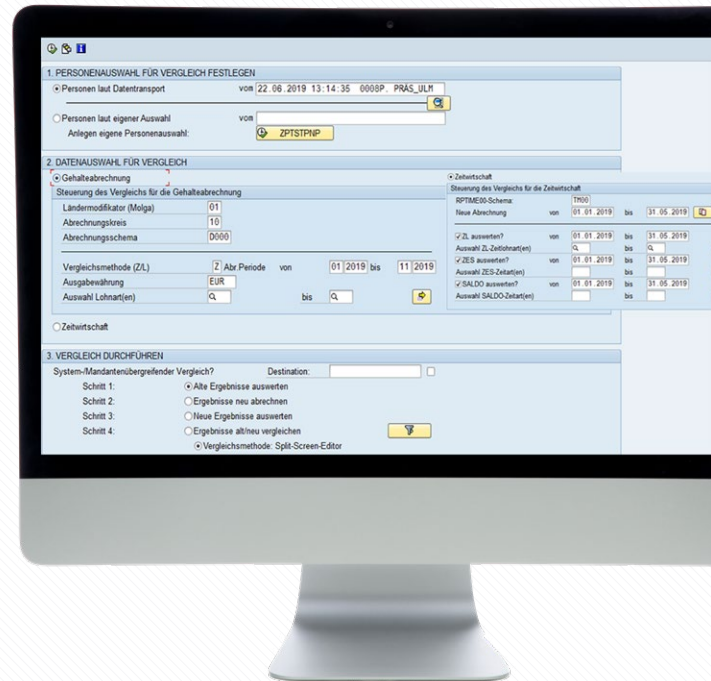 1. PERSONENAUSWAHL FÜR VERGLEICH FESTLEGEN
Personen laut Datentransport vom 22.06.2019 13:14:35 0008P. PRÄS_ULM
Personen laut eigener Auswahl von
Anlegen eigene Personenauswahl: ZPTSTPNP
2. DATENAUSWAHL FÜR VERGLEICH
Gehalteabrechnung
Steuerung des Vergleichs für die Gehalteabrechnung
Ländermodifikator (Molga) 01
Abrechnungskreis 10
Abrechnungsschema D000
Vergleichsmethode (Z/L) Z Abr.Periode von 01 2019 bis 11 2019
Ausgabewährung EUR
Auswahl Lohnart(en) bis
Zeitwirtschaft
Zeitwirtschaft
Steuerung des Vergleichs für die Zeitwirtschaft
RPTIME00-Schema: TM00
Neue Abrechnung von 01.01.2019 bis 31.05.2019
ZL auswerten? von 01.01.2019 bis 31.05.2019
Auswahl ZL-Zeitlohnart(en) bis
ZES auswerten? von 01.01.2019 bis 31.05.2019
Auswahl ZES-Zeitart(en) bis
SALDO auswerten? von 01.01.2019 bis 31.05.2019
Auswahl SALDO-Zeitart(en) bis
3. VERGLEICH DURCHFÜHREN
System-/Mandantenübergreifender Vergleich? Destination:
Schritt 1: Alte Ergebnisse auswerten
Schritt 2: Ergebnisse neu abrechnen
Schritt 3: Neue Ergebnisse auswerten
Schritt 4: Ergebnisse alt/neu vergleichen
Vergleichsmethode: Split-Screen-Editor